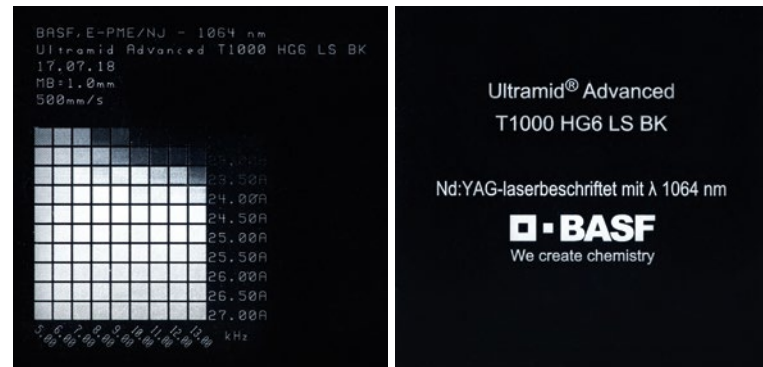 BASF, E-PME/NJ - 1064 nm
Ultramid Advanced T1000 HG6 LS BK
17.07.18
MB=1.0mm
500mm/s
23.00A
23.50A
24.00A
24.50A
25.00A
25.50A
26.00A
26.50A
27.00A
5.00 6.00 7.00 8.00 9.00 10.00 11.00 12.00 13.00 kHz
Ultramid® Advanced
T1000 HG6 LS BK
Nd:YAG-laserbeschriftet mit λ 1064 nm
BASF
We create chemistry